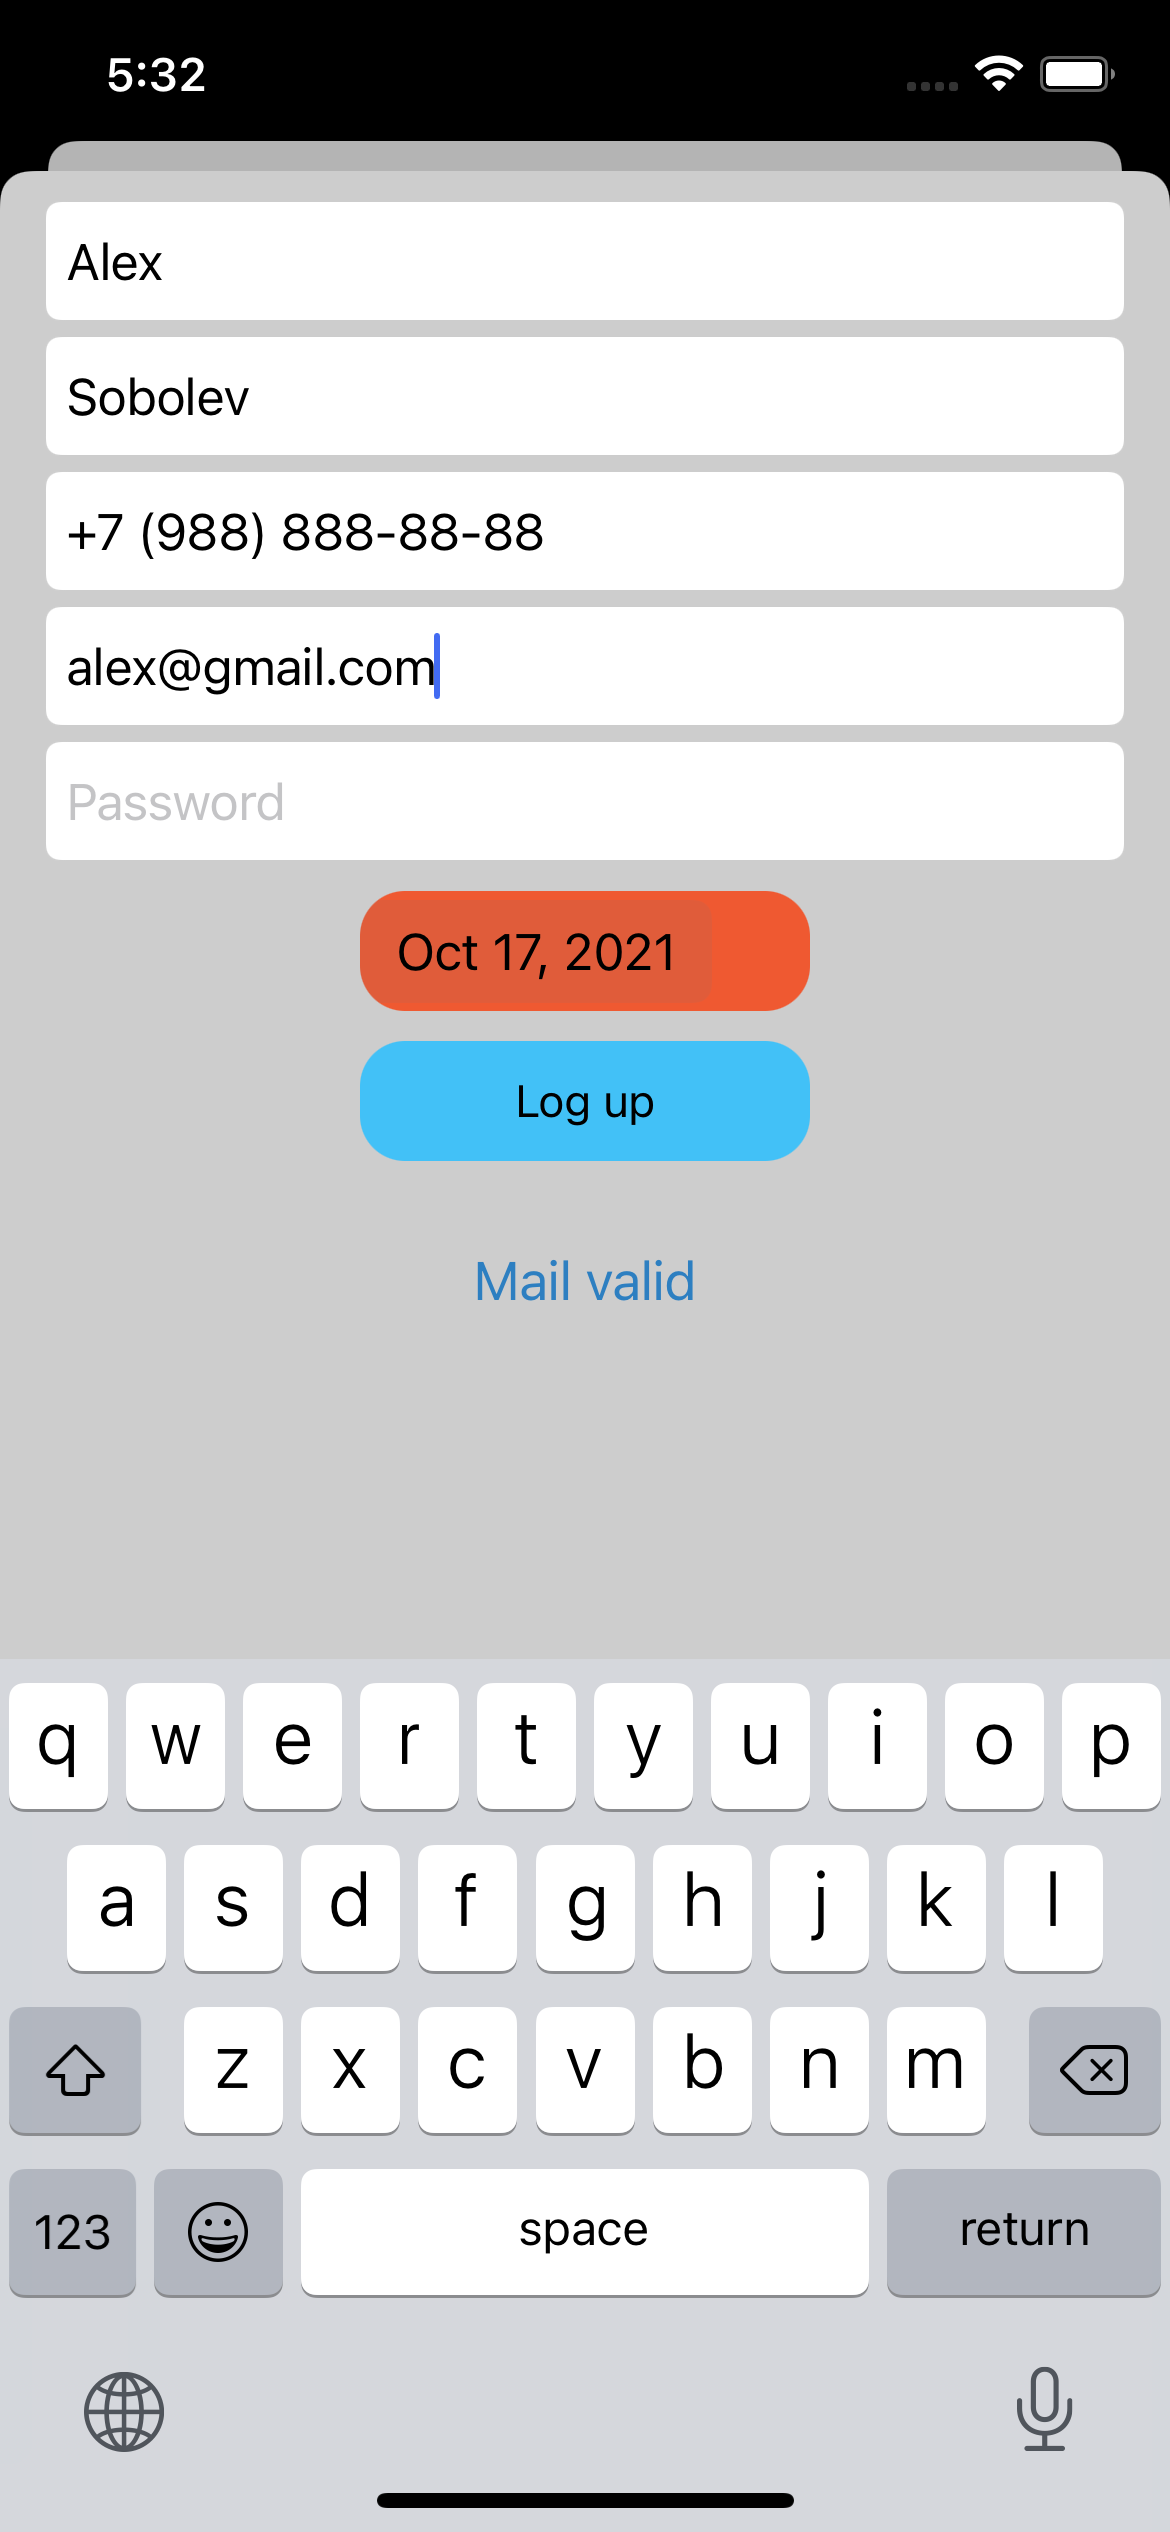 5:32
Alex
Sobolev
+7 (988) 888-88-88
alex@gmail.com
Password
Oct 17, 2021
Log up
Mail valid
q w e r t y u i o p
a s d f g h j k l
z x c v b n m
123 space return